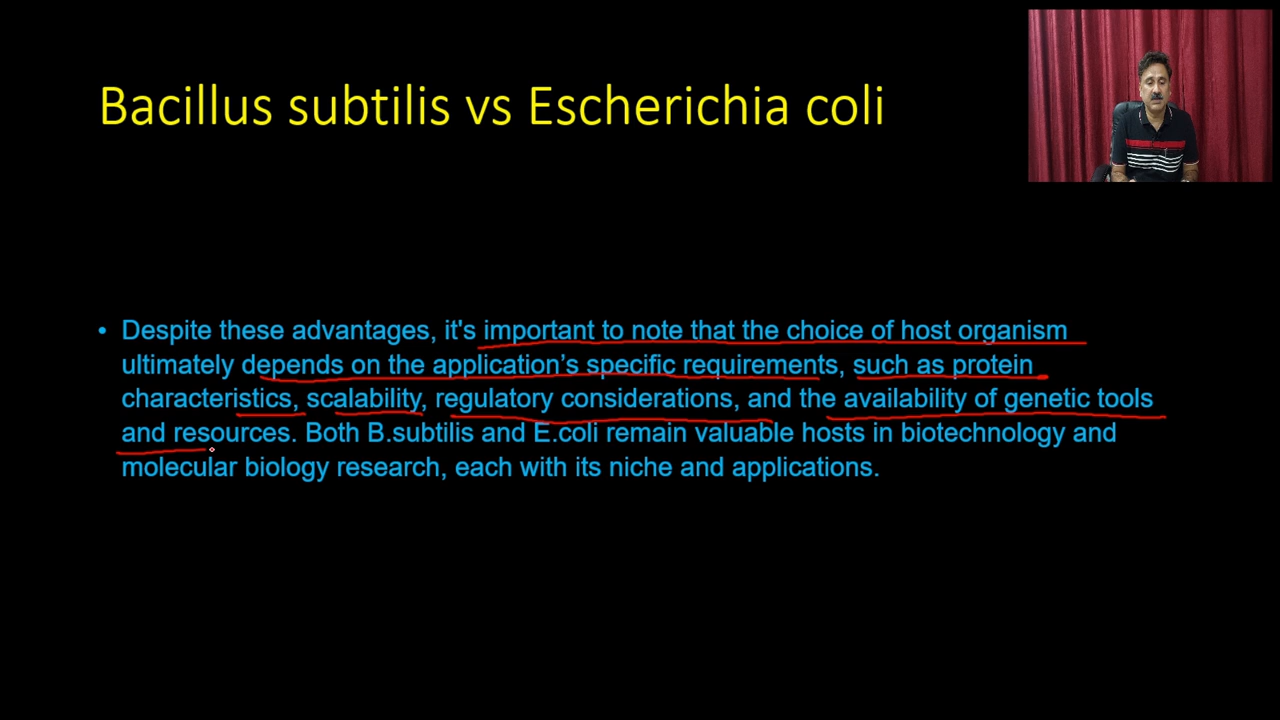 Bacillus subtilis vs Escherichia coli
• Despite these advantages, it's important to note that the choice of host organism
ultimately depends on the application’s specific requirements, such as protein
characteristics, scalability, regulatory considerations, and the availability of genetic tools
and resources. Both B.subtilis and E.coli remain valuable hosts in biotechnology and
molecular biology research, each with its niche and applications.